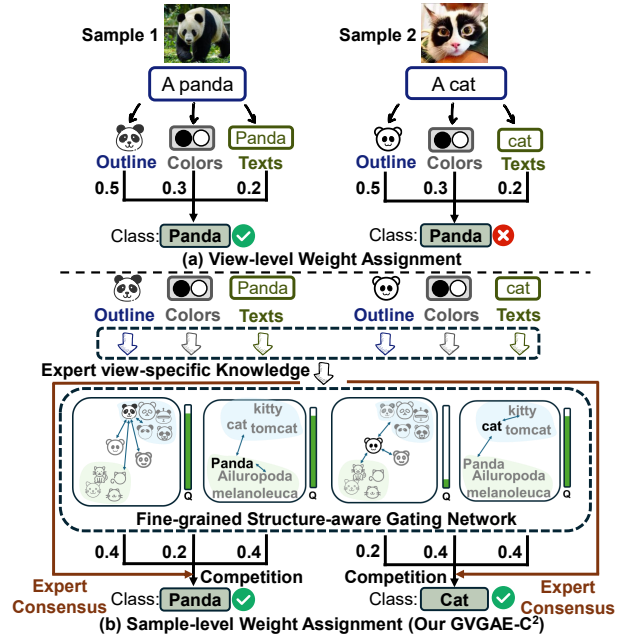 Sample 1
Sample 2
A panda
A cat
Panda
cat
Outline Colors Texts
Outline Colors Texts
0.5 0.3 0.2
0.5 0.3 0.2
Class: Panda
Class: Panda
(a) View-level Weight Assignment
Panda
cat
Outline Colors Texts
Outline Colors Texts
Expert view-specific Knowledge
Q
kitty
cat tomcat
Panda
Ailuropoda
melanoleuca
Q
Q
kitty
cat tomcat
Panda
Ailuropoda
melanoleuca
Q
Fine-grained Structure-aware Gating Network
0.4 0.2 0.4
0.2 0.4 0.4
Expert
Consensus
Competition
Competition
Expert
Consensus
Class: Panda
Class: Cat
(b) Sample-level Weight Assignment (Our GVGAE-C²)